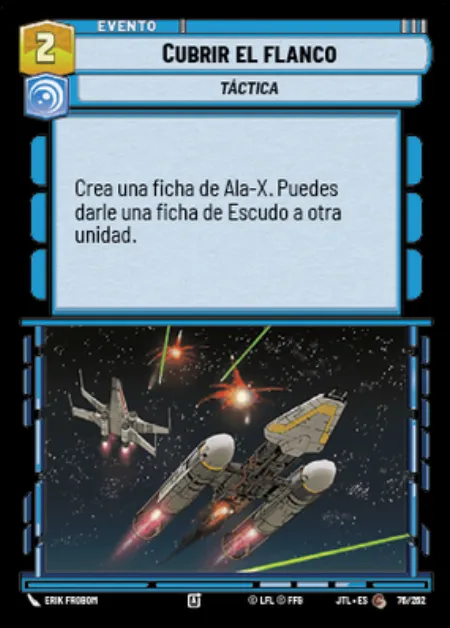 EVENTO
2
CUBRIR EL FLANCO
TÁCTICA
Crea una ficha de Ala-X. Puedes
darle una ficha de Escudo a otra
unidad.
ERIK FROBOM
© LFL © FFG
JTL • ES
76/262